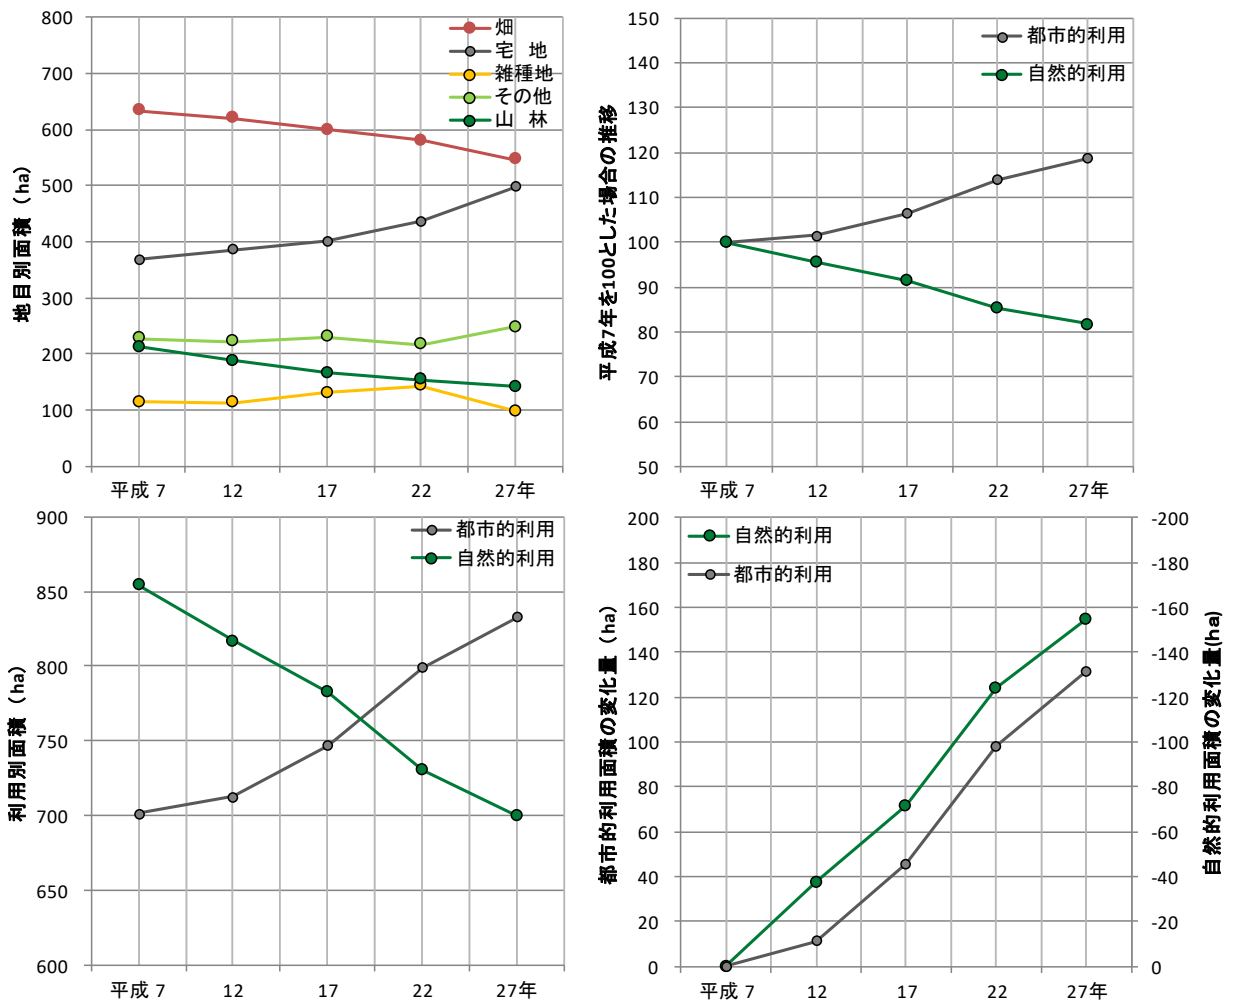 800
700
600
500
400
300
200
100
0
地目別面積（ha）
畑
宅　地
雑種地
その他
山　林
平成 7
12
17
22
27年
150
140
130
120
110
100
90
80
70
60
50
平成7年を100とした場合の推移
都市的利用
自然的利用
平成 7
12
17
22
27年
900
850
800
750
700
650
600
利用別面積（ha）
都市的利用
自然的利用
平成 7
12
17
22
27年
200
180
160
140
120
100
80
60
40
20
0
都市的利用面積の変化量（ha）
自然的利用
都市的利用
-200
-180
-160
-140
-120
-100
-80
-60
-40
-20
0
自然的利用面積の変化量(ha)
平成 7
12
17
22
27年